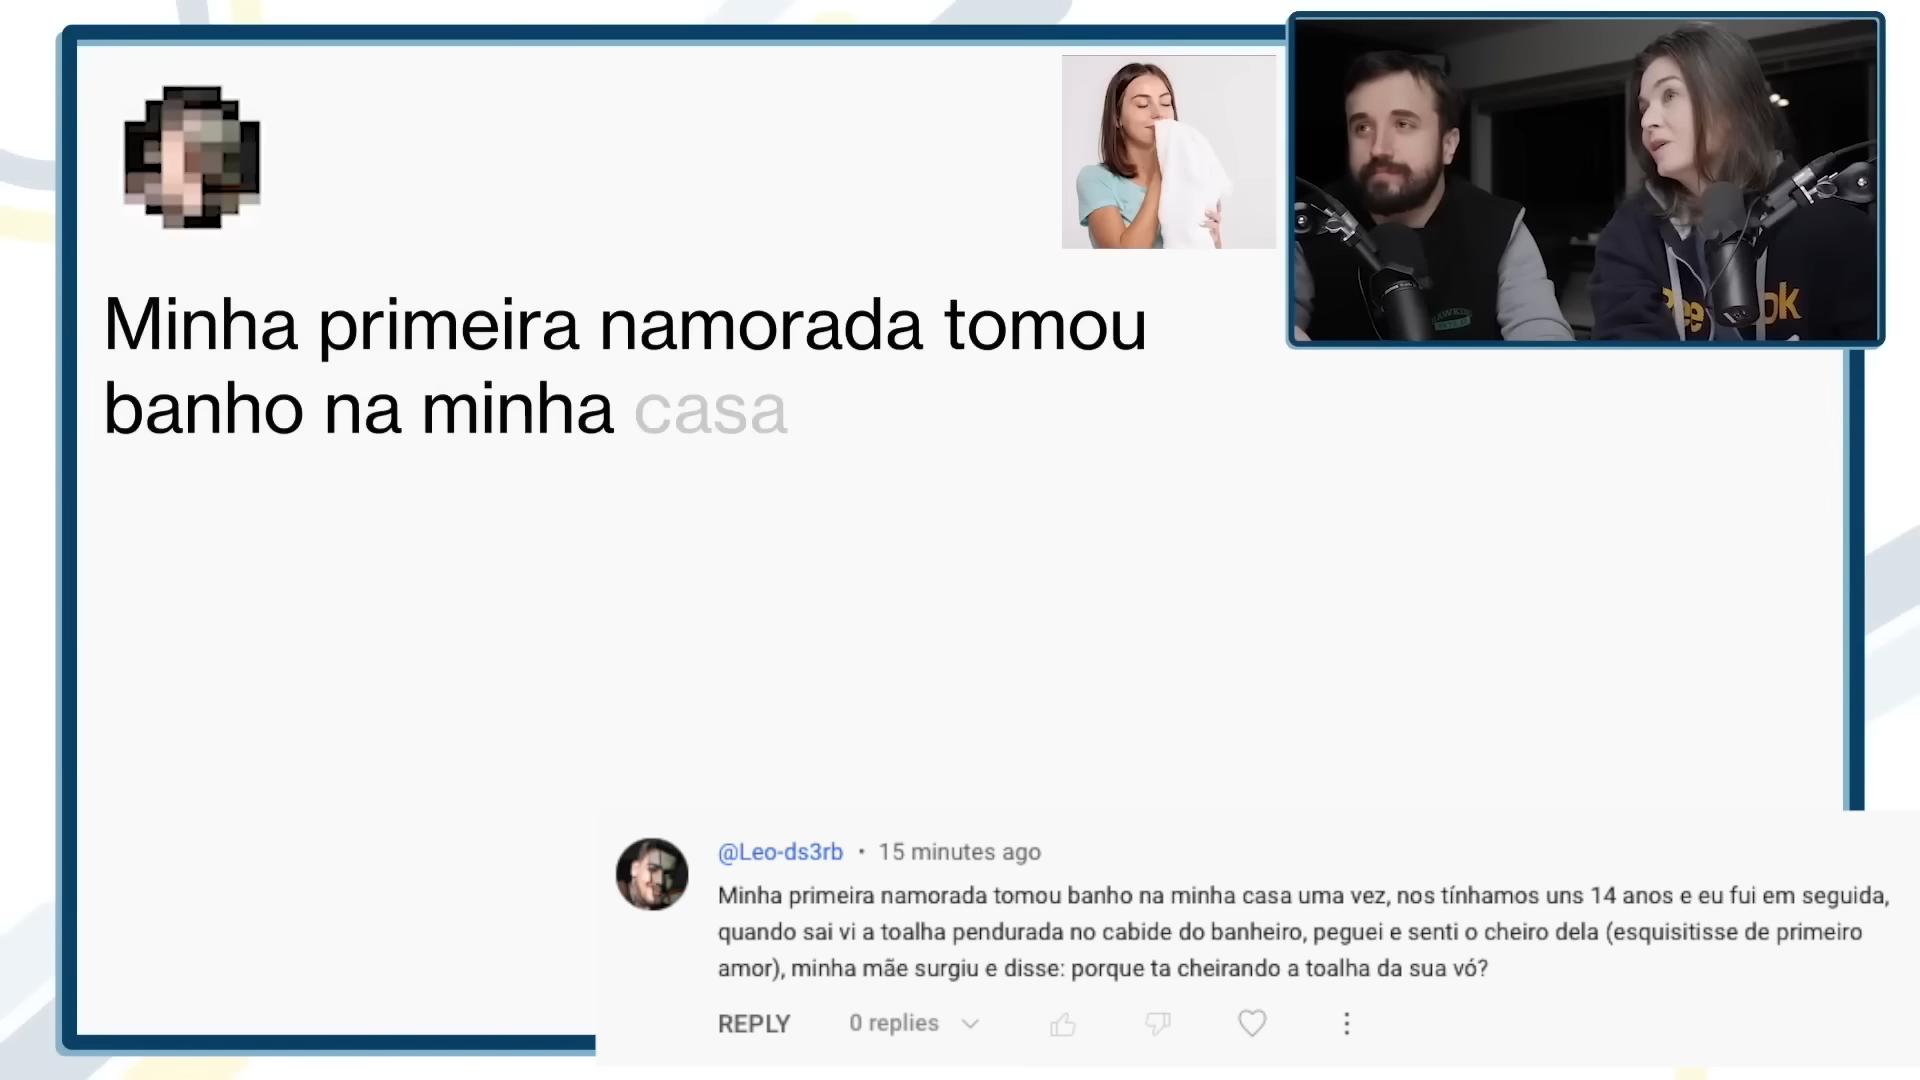 Minha primeira namorada tomou
banho na minha casa
@Leo-ds3rb • 15 minutes ago
Minha primeira namorada tomou banho na minha casa uma vez, nos tínhamos uns 14 anos e eu fui em seguida,
quando sai vi a toalha pendurada no cabide do banheiro, peguei e senti o cheiro dela (esquisitisse de primeiro
amor), minha mãe surgiu e disse: porque ta cheirando a toalha da sua vó?
REPLY 0 replies